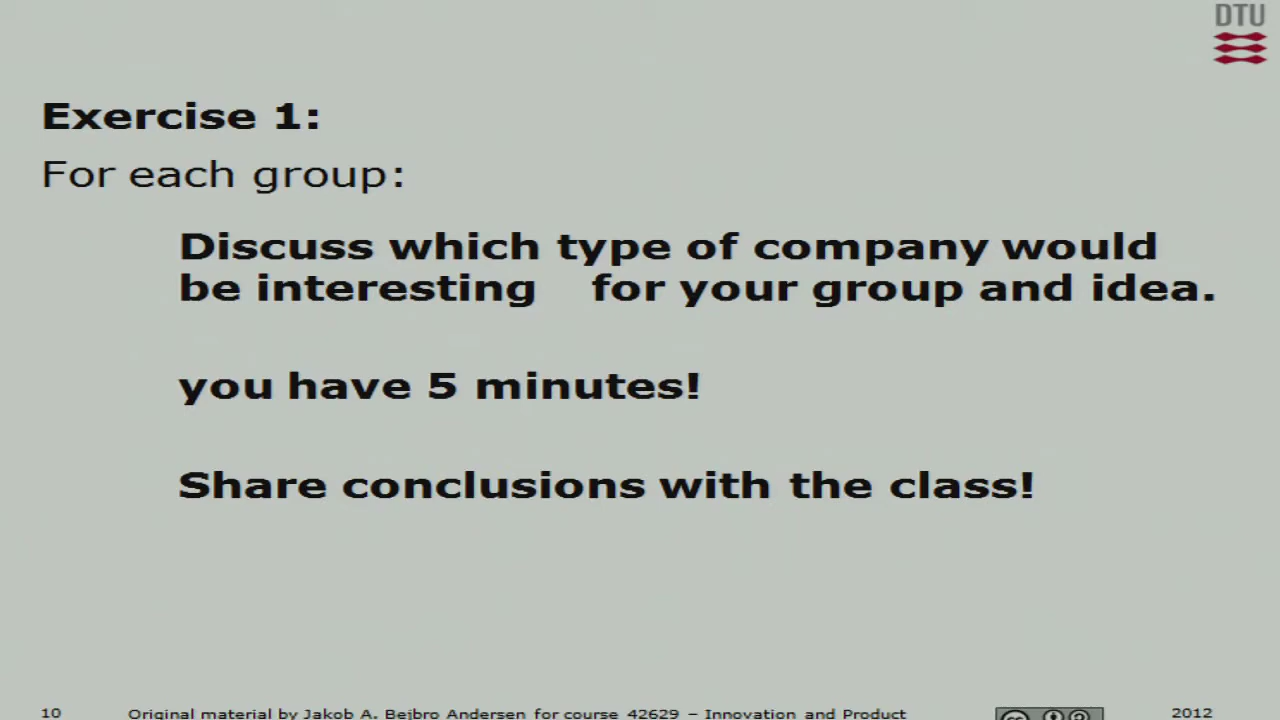 DTU
Exercise 1:
For each group:
Discuss which type of company would
be interesting for your group and idea.
you have 5 minutes!
Share conclusions with the class!
10 Original material by Jakob A. Bejbro Andersen for course 42629 – Innovation and Product 2012